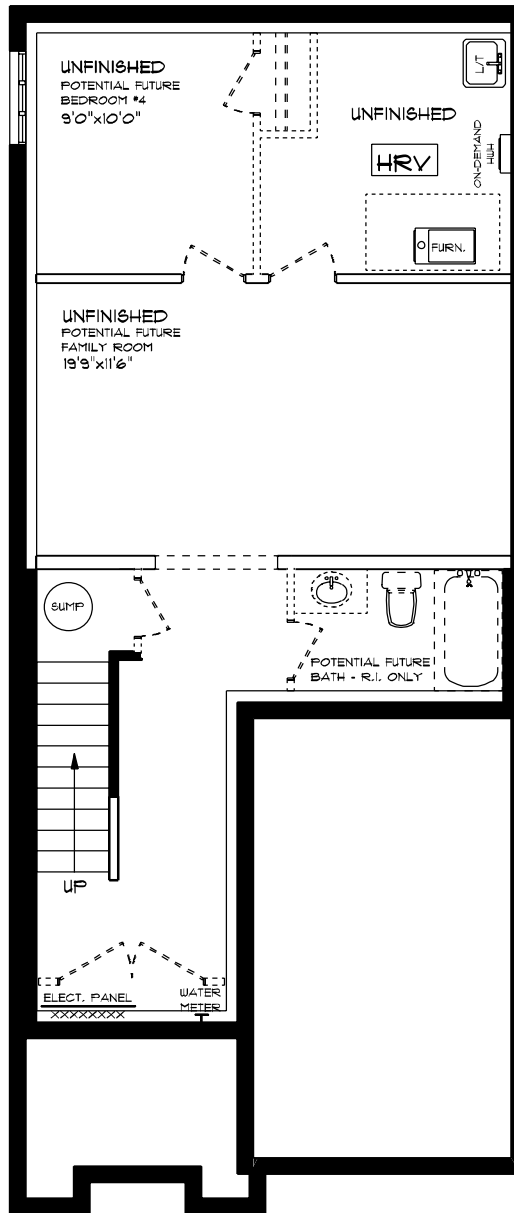 UNFINISHED
POTENTIAL FUTURE
BEDROOM #4
9'0"x10'0"
UNFINISHED
L/T
HRV
ON-DEMAND
HWH
FURN.
UNFINISHED
POTENTIAL FUTURE
FAMILY ROOM
19'9"x11'6"
SUMP
POTENTIAL FUTURE
BATH - R.I. ONLY
UP
ELECT. PANEL
WATER
METER